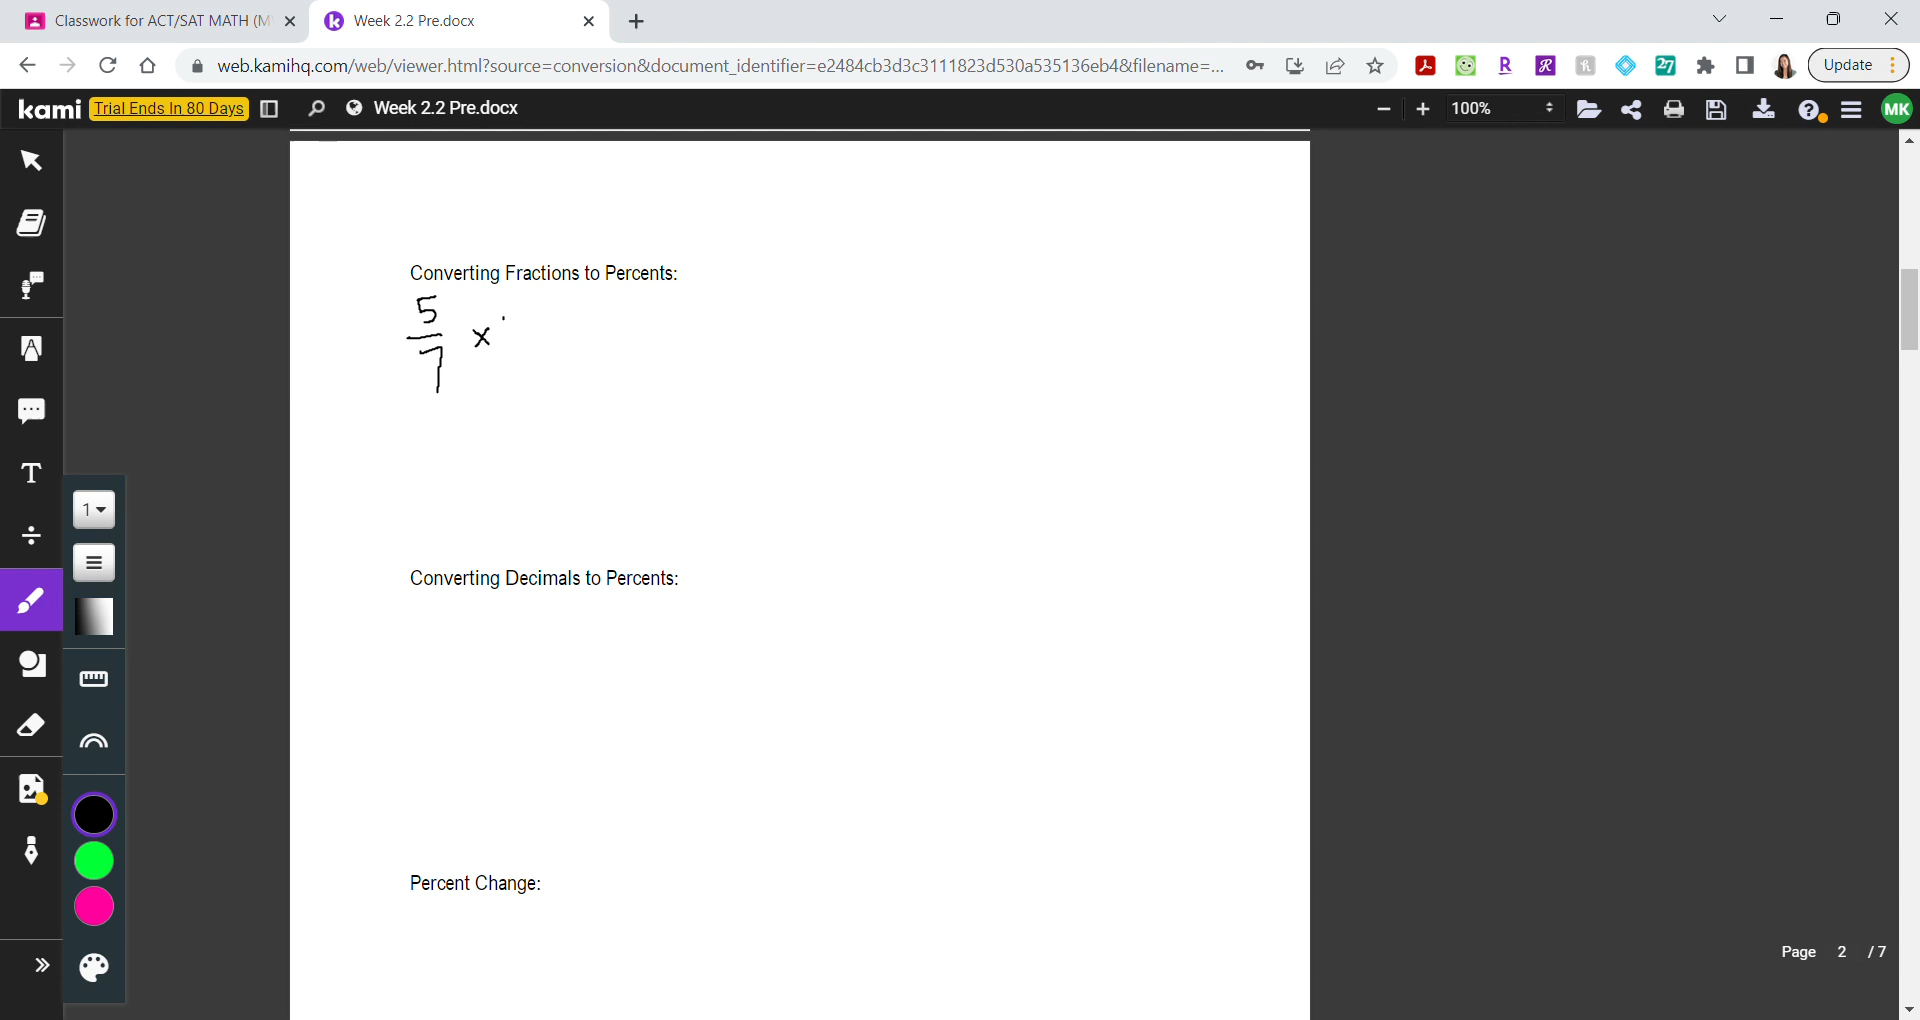 Classwork for ACT/SAT MATH (M
Week 2.2 Pre.docx
web.kamihq.com/web/viewer.html?source=conversion&document_identifier=e2484cb3d3c3111823d530a535136eb4&filename=...
Update
kami
Trial Ends In 80 Days
Week 2.2 Pre.docx
100%
MK
Converting Fractions to Percents:
5
7
x
1
Converting Decimals to Percents:
Percent Change:
Page 2 / 7